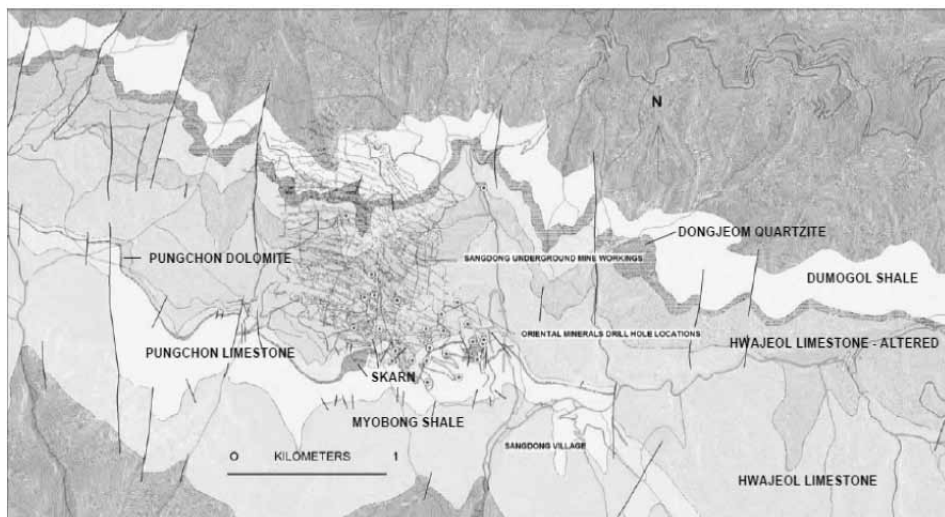 N
DONGJEOM QUARTZITE
PUNGCHON DOLOMITE
SANGDONG UNDERGROUND MINE WORKINGS
DUMOGOL SHALE
ORIENTAL MINERALS DRILL HOLE LOCATIONS
PUNGCHON LIMESTONE
HWAJEOL LIMESTONE - ALTERED
SKARN
MYOBONG SHALE
SANGDONG VILLAGE
O KILOMETERS 1
HWAJEOL LIMESTONE